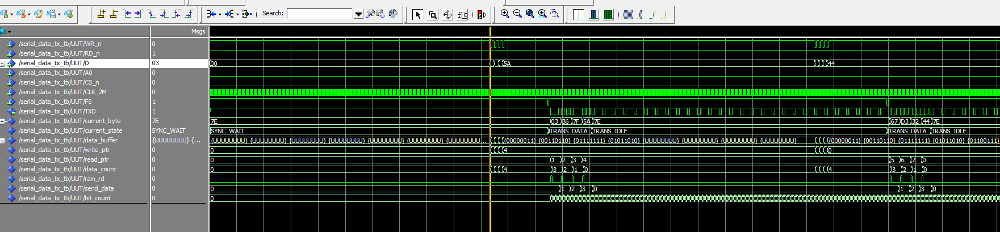 Search:
Msgs
/serial_data_tx_tb/UUT/WR_n 0
/serial_data_tx_tb/UUT/RD_n 1
/serial_data_tx_tb/UUT/D 03 00 5A 44
/serial_data_tx_tb/UUT/A0 0
/serial_data_tx_tb/UUT/CS_n 0
/serial_data_tx_tb/UUT/CLK_2M 0
/serial_data_tx_tb/UUT/FS 1
/serial_data_tx_tb/UUT/TXD 1
/serial_data_tx_tb/UUT/current_byte 7E 7E 03 36 7F 5A 7E 67 D3 32 44 7E
/serial_data_tx_tb/UUT/current_state SYNC_WAIT SYNC_WAIT TRANS_DATA TRANS_IDLE TRANS_DATA TRANS_IDLE
/serial_data_tx_tb/UUT/data_buffer {UUUUUUUU} {... {UUUUUUUU} {UUUUUUUU} {UUUUUUUU} {UUUUUUUU} {UUUUUUUU} {UUUUUUUU} {UUUUUUUU... {00000011} {00110110} {01111111} {01011010} {UUUUUUUU} {UUUUUUUU} {UUUUUUUU} {UUUUUUUU} {00000011} {00110110} {01111111} {01011010} {01100111}
/serial_data_tx_tb/UUT/write_ptr 0 0 4 0
/serial_data_tx_tb/UUT/read_ptr 0 0 1 2 3 4 5 6 7 0
/serial_data_tx_tb/UUT/data_count 0 0 4 3 2 1 0 4 3 2 1 0
/serial_data_tx_tb/UUT/ram_rd 0
/serial_data_tx_tb/UUT/send_data 0 0 1 2 3 0 1 2 3 0
/serial_data_tx_tb/UUT/bit_count 0 0